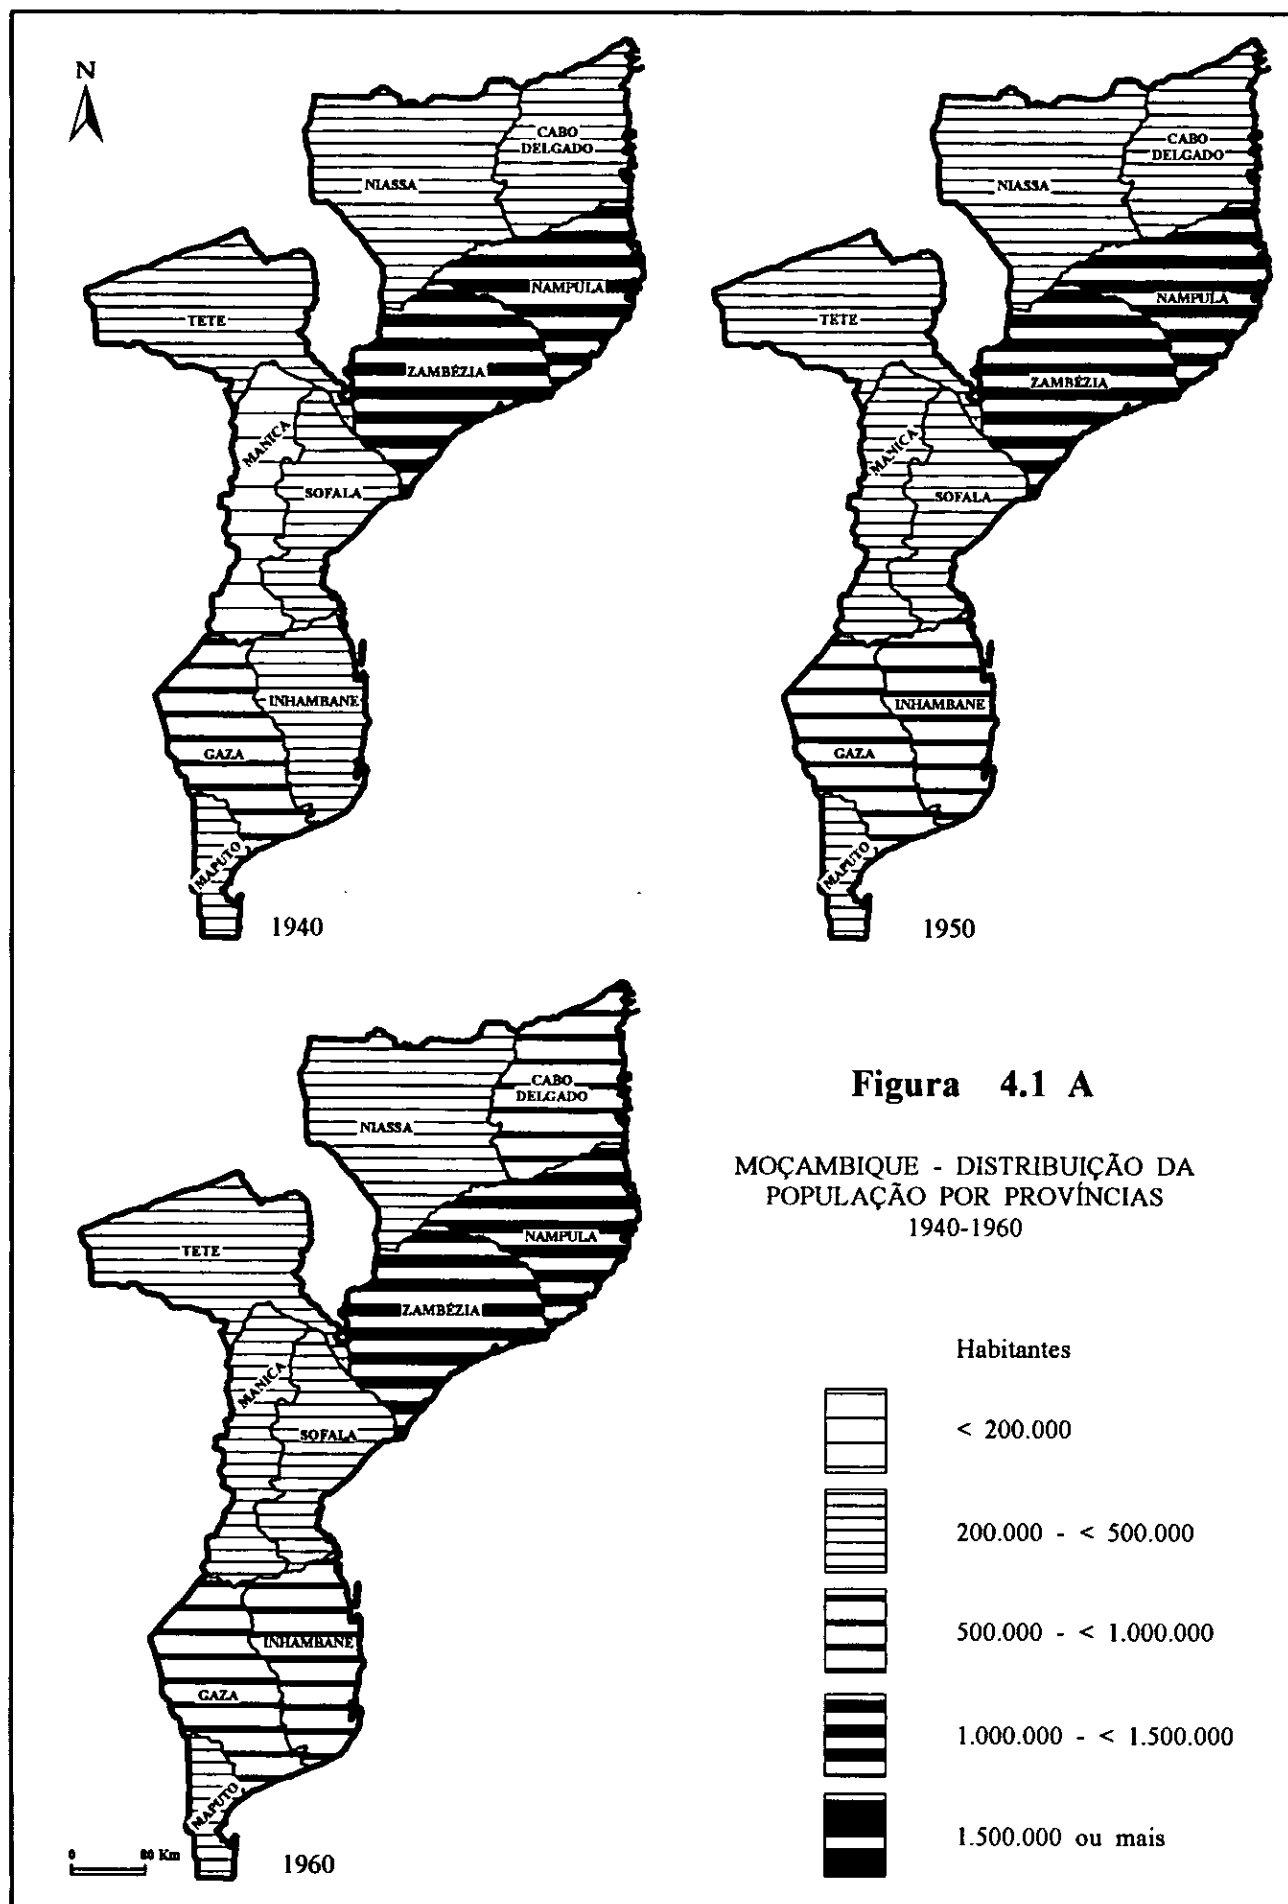 N
CABO
DELGADO
NIASSA
NAMPULA
TETE
ZAMBÉZIA
MANICA
SOFALA
INHAMBANE
GAZA
MAPUTO
1940
CABO
DELGADO
NIASSA
NAMPULA
TETE
ZAMBÉZIA
MANICA
SOFALA
INHAMBANE
GAZA
MAPUTO
1950
CABO
DELGADO
NIASSA
NAMPULA
TETE
ZAMBÉZIA
MANICA
SOFALA
INHAMBANE
GAZA
MAPUTO
0 80 Km
1960
Figura 4.1 A
MOÇAMBIQUE - DISTRIBUIÇÃO DA
POPULAÇÃO POR PROVÍNCIAS
1940-1960
Habitantes
< 200.000
200.000 - < 500.000
500.000 - < 1.000.000
1.000.000 - < 1.500.000
1.500.000 ou mais